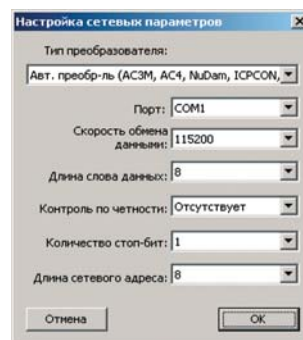 Настройка сетевых параметров
Тип преобразователя:
Авт. преобр-ль (AC3M, AC4, NuDam, ICPCON,
Порт: COM1
Скорость обмена
данными: 115200
Длина слова данных: 8
Контроль по четности: Отсутствует
Количество стоп-бит: 1
Длина сетевого адреса: 8
Отмена OK